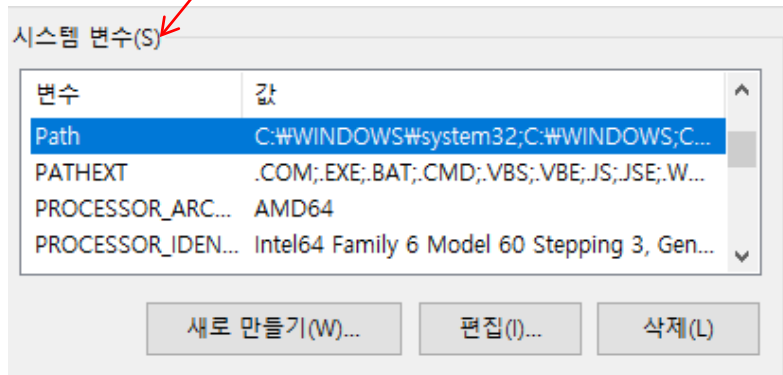 시스템 변수(S)
변수 값
Path C:₩WINDOWS₩system32;C:₩WINDOWS;C...
PATHEXT .COM;.EXE;.BAT;.CMD;.VBS;.VBE;.JS;.JSE;.W...
PROCESSOR_ARC... AMD64
PROCESSOR_IDEN... Intel64 Family 6 Model 60 Stepping 3, Gen...
새로 만들기(W)... 편집(I)... 삭제(L)